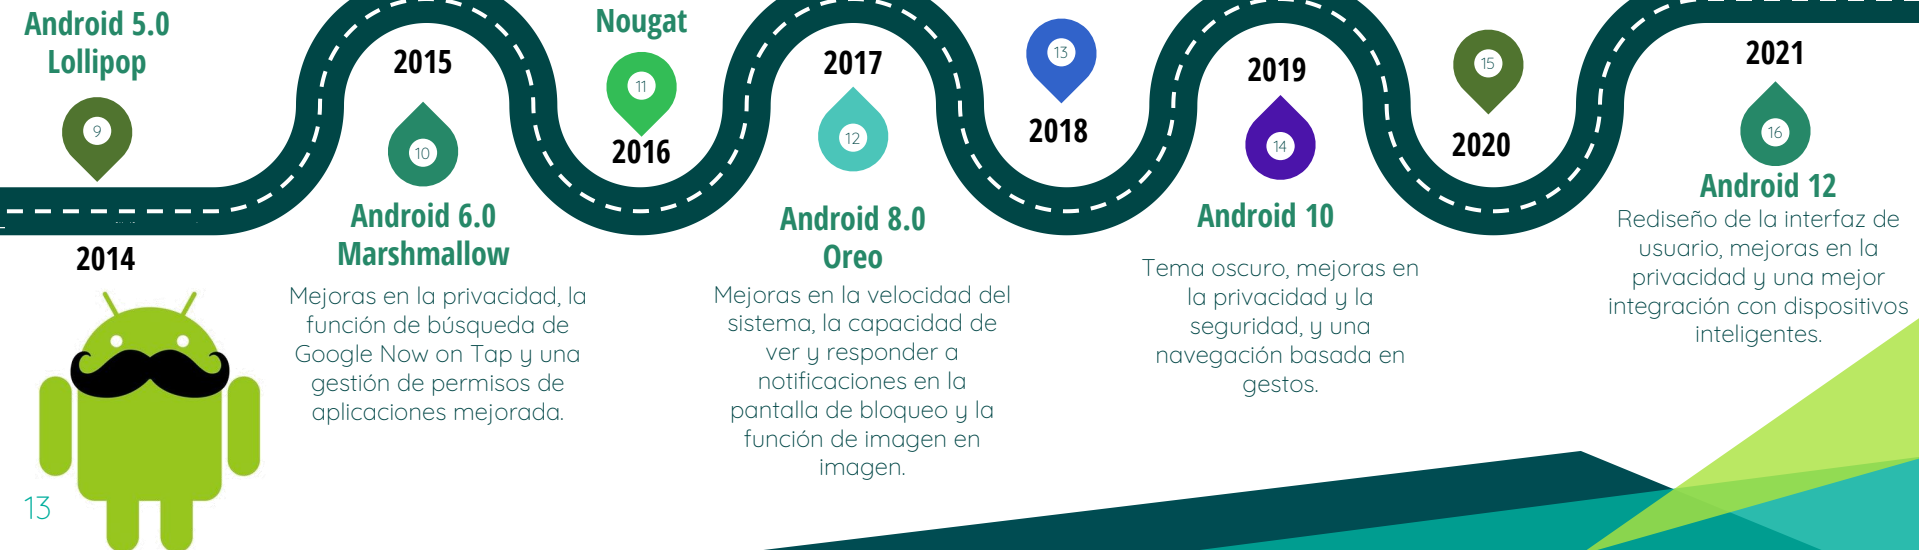 Android 5.0
Lollipop
9
2014
2015
10
Android 6.0
Marshmallow
Mejoras en la privacidad, la
función de búsqueda de
Google Now on Tap y una
gestión de permisos de
aplicaciones mejorada.
Nougat
11
2016
2017
12
Android 8.0
Oreo
Mejoras en la velocidad del
sistema, la capacidad de
ver y responder a
notificaciones en la
pantalla de bloqueo y la
función de imagen en
imagen.
13
2018
2019
14
Android 10
Tema oscuro, mejoras en
la privacidad y la
seguridad, y una
navegación basada en
gestos.
15
2020
2021
16
Android 12
Rediseño de la interfaz de
usuario, mejoras en la
privacidad y una mejor
integración con dispositivos
inteligentes.
13